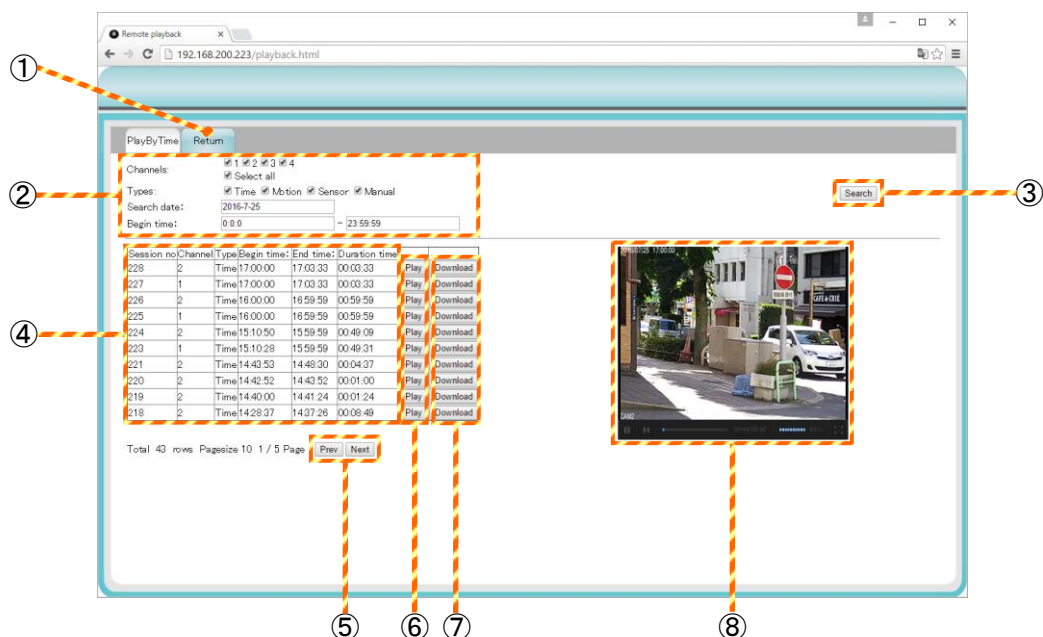 Remote playback
192.168.200.223/playback.html
①
PlayByTime Return
Channels: 1 2 3 4
Select all
②
Types: Time Motion Sensor Manual
Search
③
Search date: 2016-7-25
Begin time: 0:0:0 - 23:59:59
Session no Channel Type Begin time: End time: Duration time
228 2 Time 17:00:00 17:03:33 00:03:33 Play Download
227 1 Time 17:00:00 17:03:33 00:03:33 Play Download
226 2 Time 16:00:00 16:59:59 00:59:59 Play Download
225 1 Time 16:00:00 16:59:59 00:59:59 Play Download
④
224 2 Time 15:10:50 15:59:59 00:49:09 Play Download
223 1 Time 15:10:28 15:59:59 00:49:31 Play Download
221 2 Time 14:43:53 14:48:30 00:04:37 Play Download
220 2 Time 14:42:52 14:43:52 00:01:00 Play Download
219 2 Time 14:40:00 14:41:24 00:01:24 Play Download
218 2 Time 14:28:37 14:37:26 00:08:49 Play Download
CAM2
Total 43 rows Pagesize 10 1 / 5 Page Prev Next
⑤ ⑥ ⑦ ⑧